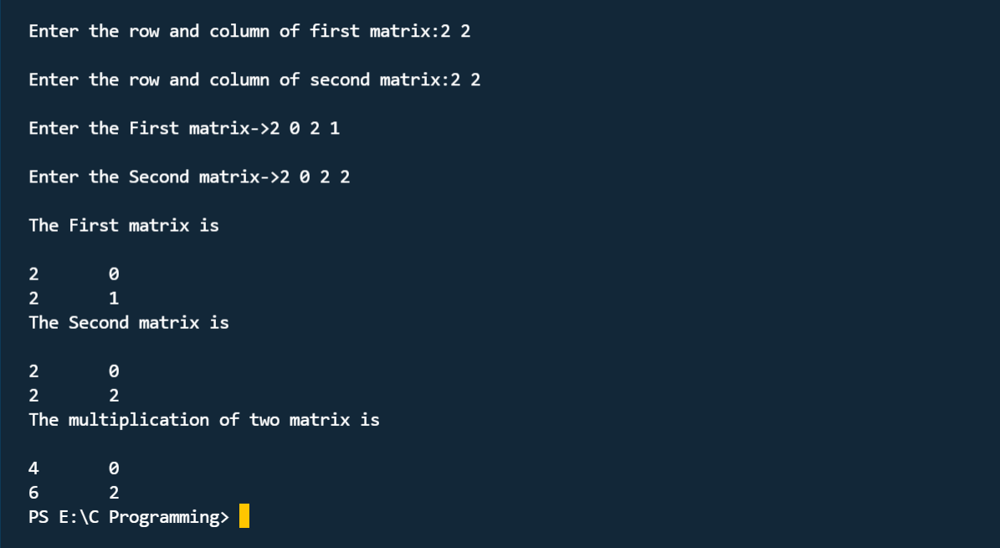 Enter the row and column of first matrix:2 2
Enter the row and column of second matrix:2 2
Enter the First matrix->2 0 2 1
Enter the Second matrix->2 0 2 2
The First matrix is
2 0
2 1
The Second matrix is
2 0
2 2
The multiplication of two matrix is
4 0
6 2
PS E:\C Programming>